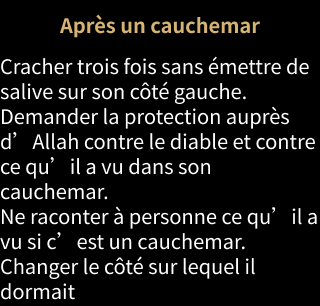 Après un cauchemar
Cracher trois fois sans émettre de
salive sur son côté gauche.
Demander la protection auprès
d’Allah contre le diable et contre
ce qu’il a vu dans son
cauchemar.
Ne raconter à personne ce qu’il a
vu si c’est un cauchemar.
Changer le côté sur lequel il
dormait